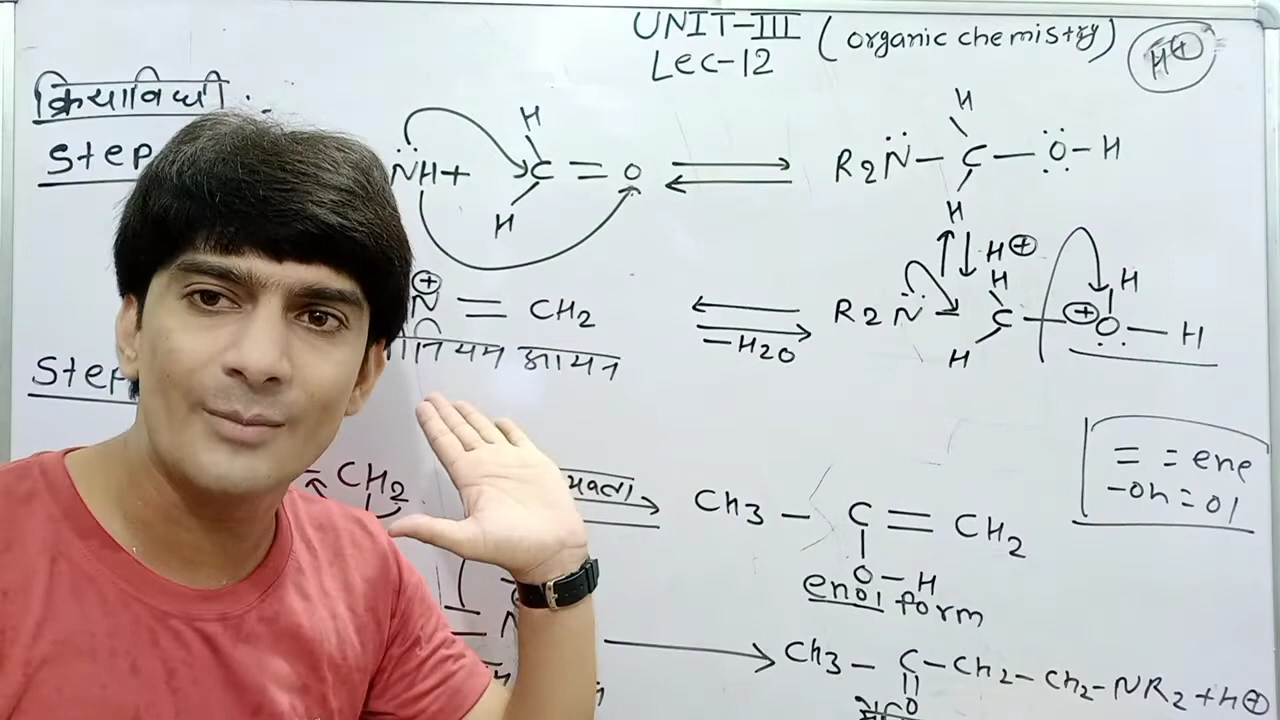 UNIT-III (organic chemistry) H⊕
Lec-12
क्रियाविधी :
Step
N̈H + C = O ⇌ R2N̈ - C - Ö - H
H
H
H
H
H⊕
⊕
N = CH2
-H2O
R2N̈ C - ⊕O - H
H
H
H
Step
CH2
CH3 - C = CH2
O - H
enol form
= = ene
-OH = ol
CH3 - C - CH2 - CH2 - NR2 + H⊕
O